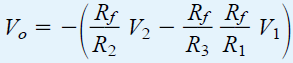 V_o = -\left( \frac{R_f}{R_2} V_2 - \frac{R_f}{R_3} \frac{R_f}{R_1} V_1 \right)